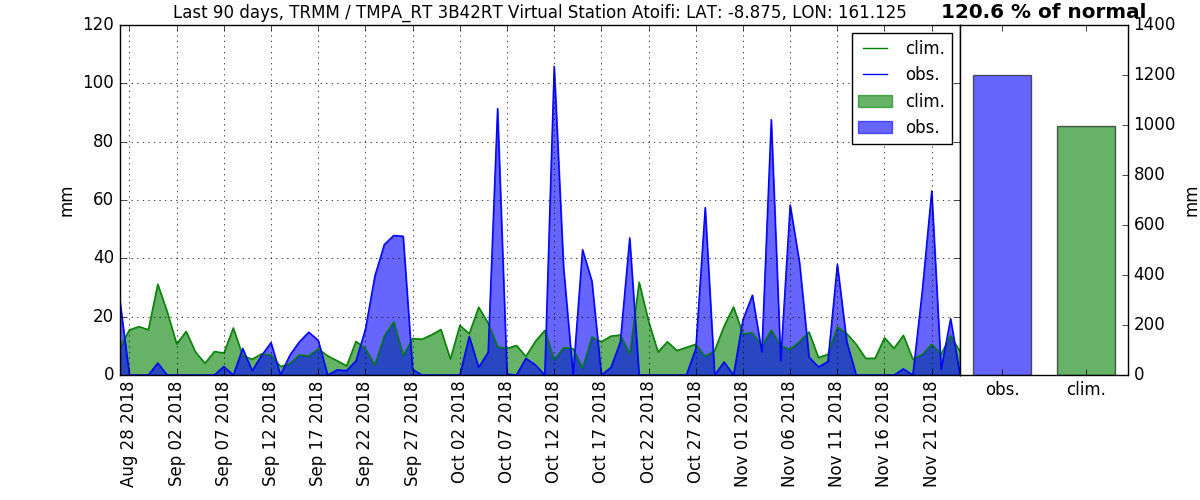 Last 90 days, TRMM / TMPA_RT 3B42RT Virtual Station Atoifi: LAT: -8.875, LON: 161.125
120.6 % of normal
120
100
80
60
40
20
0
mm
clim.
obs.
clim.
obs.
1400
1200
1000
800
600
400
200
0
mm
Aug 28 2018
Sep 02 2018
Sep 07 2018
Sep 12 2018
Sep 17 2018
Sep 22 2018
Sep 27 2018
Oct 02 2018
Oct 07 2018
Oct 12 2018
Oct 17 2018
Oct 22 2018
Oct 27 2018
Nov 01 2018
Nov 06 2018
Nov 11 2018
Nov 16 2018
Nov 21 2018
obs.
clim.